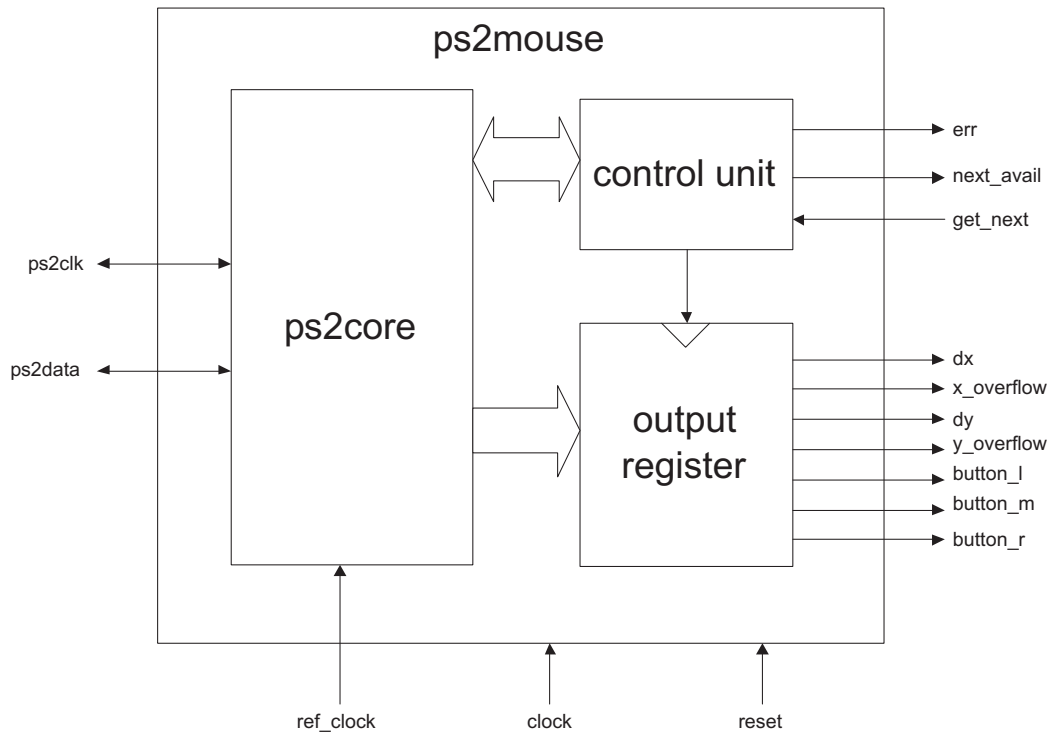 ps2mouse
ps2core
control unit
output
register
ps2clk
ps2data
err
next_avail
get_next
dx
x_overflow
dy
y_overflow
button_l
button_m
button_r
ref_clock
clock
reset